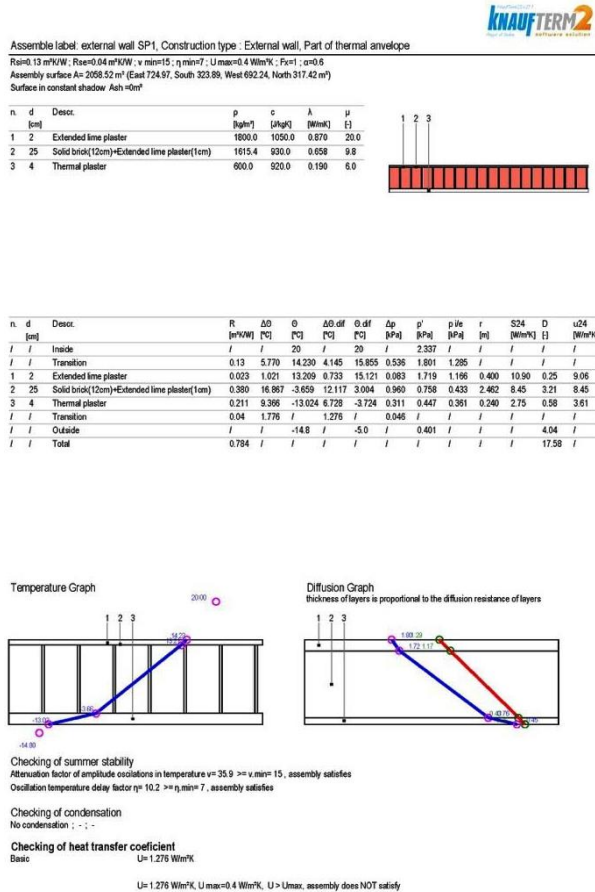 KNAUFTERM2
software solution
Assemble label: external wall SP1, Construction type : External wall, Part of thermal anvelope
Rsi=0.13 m²K/W ; Rse=0.04 m²K/W ; v min=15 ; η min=7 ; U max=0.4 W/m²K ; Fx=1 ; α=0.6
Assembly surface A= 2058.52 m² (East 724.97, South 323.89, West 692.24, North 317.42 m²)
Surface in constant shadow Ash =0m²
n. d Descr. ρ c λ μ
[cm] [kg/m³] [J/kgK] [W/mK] [-]
1 2 Extended lime plaster 1800.0 1050.0 0.870 20.0
2 25 Solid brick(12cm)+Extended lime plaster(1cm) 1615.4 930.0 0.658 9.8
3 4 Thermal plaster 600.0 920.0 0.190 6.0
1 2 3
n. d Descr. R ΔΘ Θ ΔΘ.dif Θ.dif Δp p' p i/e r S24 D u24
[cm] [m²K/W] [°C] [°C] [°C] [°C] [kPa] [kPa] [kPa] [m] [W/m²K] [-] [W/m²K]
/ / Inside / / 20 / 20 / 2.337 / / / / /
/ / Transition 0.13 5.770 14.230 4.145 15.855 0.536 1.801 1.285 / / / /
1 2 Extended lime plaster 0.023 1.021 13.209 0.733 15.121 0.083 1.719 1.166 0.400 10.90 0.25 9.06
2 25 Solid brick(12cm)+Extended lime plaster(1cm) 0.380 16.867 -3.659 12.117 3.004 0.960 0.758 0.433 2.462 8.45 3.21 8.45
3 4 Thermal plaster 0.211 9.366 -13.024 6.728 -3.724 0.311 0.447 0.361 0.240 2.75 0.58 3.61
/ / Transition 0.04 1.776 / 1.276 / 0.046 / / / / / /
/ / Outside / / -14.8 / -5.0 / 0.401 / / / 4.04 /
/ / Total 0.784 / / / / / / / / / 17.58 /
Temperature Graph
20.00
1 2 3
14.23
-3.66
-13.02
-14.80
Diffusion Graph
thickness of layers is proportional to the diffusion resistance of layers
1 2 3
1.80 1.29
1.72 1.17
Checking of summer stability
Attenuation factor of amplitude oscilations in temperature v= 35.9 >= v.min= 15 , assembly satisfies
Oscillation temperature delay factor η= 10.2 >= η.min= 7 , assembly satisfies
Checking of condensation
No condensation ; - ; -
Checking of heat transfer coeficient
Basic U= 1.276 W/m²K
U= 1.276 W/m²K, U max=0.4 W/m²K, U > Umax, assembly does NOT satisfy